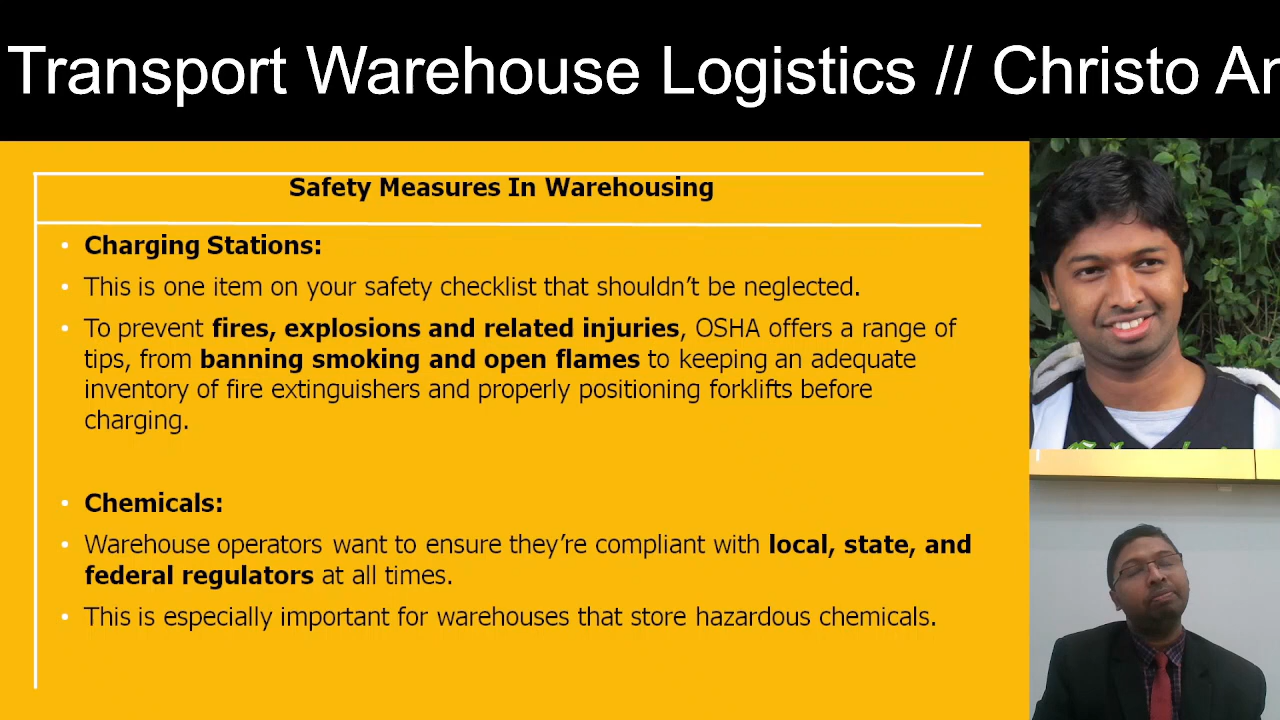 Transport Warehouse Logistics // Christo
Safety Measures In Warehousing
• Charging Stations:
• This is one item on your safety checklist that shouldn’t be neglected.
• To prevent fires, explosions and related injuries, OSHA offers a range of
tips, from banning smoking and open flames to keeping an adequate
inventory of fire extinguishers and properly positioning forklifts before
charging.
• Chemicals:
• Warehouse operators want to ensure they’re compliant with local, state, and
federal regulators at all times.
• This is especially important for warehouses that store hazardous chemicals.